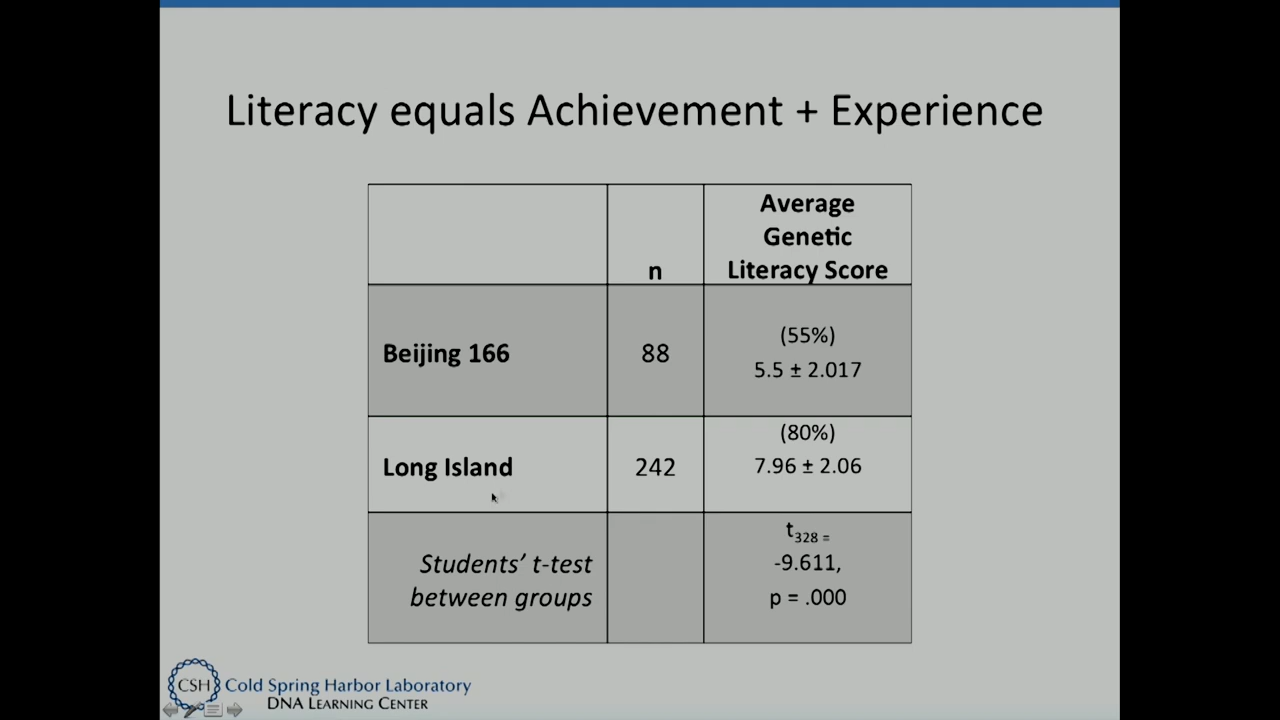 Literacy equals Achievement + Experience
n
Average
Genetic
Literacy Score
Beijing 166
88
(55%)
5.5 ± 2.017
Long Island
242
(80%)
7.96 ± 2.06
Students’ t-test
between groups
t328 =
-9.611,
p = .000
CSH Cold Spring Harbor Laboratory
DNA LEARNING CENTER